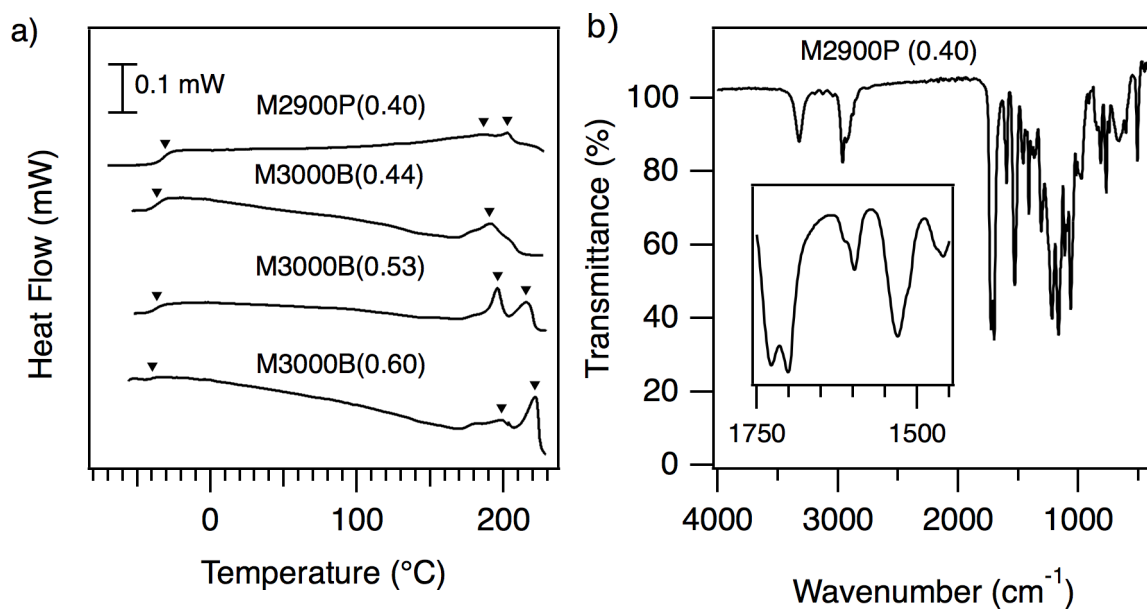 a)
0.1 mW
M2900P(0.40)
M3000B(0.44)
M3000B(0.53)
M3000B(0.60)
Heat Flow (mW)
0
100
200
Temperature (°C)
b)
M2900P (0.40)
100
80
60
40
20
0
Transmittance (%)
1750
1500
4000
3000
2000
1000
Wavenumber (cm⁻¹)